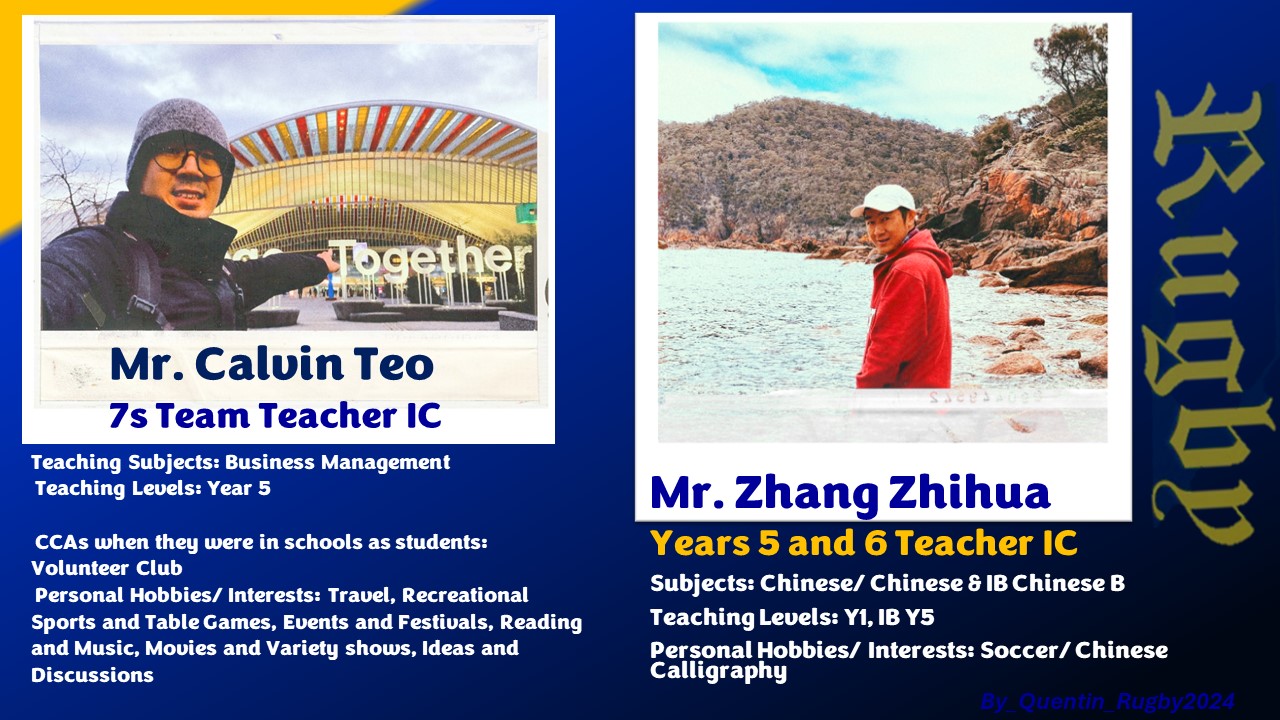 Together
Mr. Calvin Teo
7s Team Teacher IC
Teaching Subjects: Business Management
Teaching Levels: Year 5
CCAs when they were in schools as students:
Volunteer Club
Personal Hobbies/ Interests: Travel, Recreational
Sports and Table Games, Events and Festivals, Reading
and Music, Movies and Variety shows, Ideas and
Discussions
Mr. Zhang Zhihua
Years 5 and 6 Teacher IC
Subjects: Chinese/ Chinese & IB Chinese B
Teaching Levels: Y1, IB Y5
Personal Hobbies/ Interests: Soccer/ Chinese
Calligraphy
Rugby
By_Quentin_Rugby2024